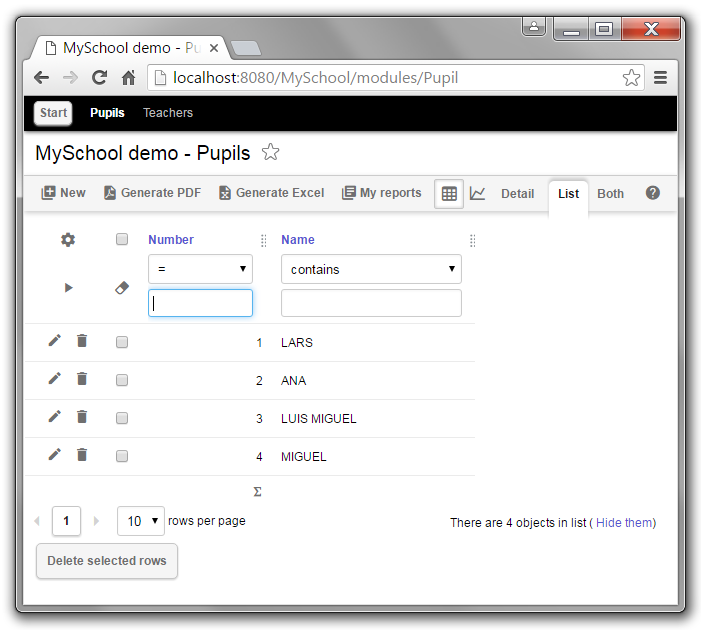 MySchool demo - Pu
localhost:8080/MySchool/modules/Pupil
Start Pupils Teachers
MySchool demo - Pupils
New Generate PDF Generate Excel My reports Detail List Both ?
Number Name
= contains
1 LARS
2 ANA
3 LUIS MIGUEL
4 MIGUEL
Σ
1 10 rows per page There are 4 objects in list ( Hide them)
Delete selected rows